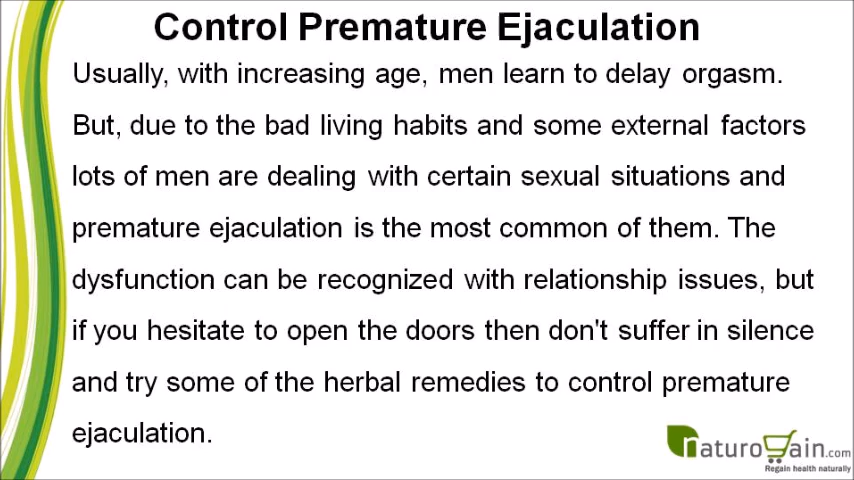 Control Premature Ejaculation
Usually, with increasing age, men learn to delay orgasm.
But, due to the bad living habits and some external factors
lots of men are dealing with certain sexual situations and
premature ejaculation is the most common of them. The
dysfunction can be recognized with relationship issues, but
if you hesitate to open the doors then don't suffer in silence
and try some of the herbal remedies to control premature
ejaculation.
naturogain.com
Regain health naturally